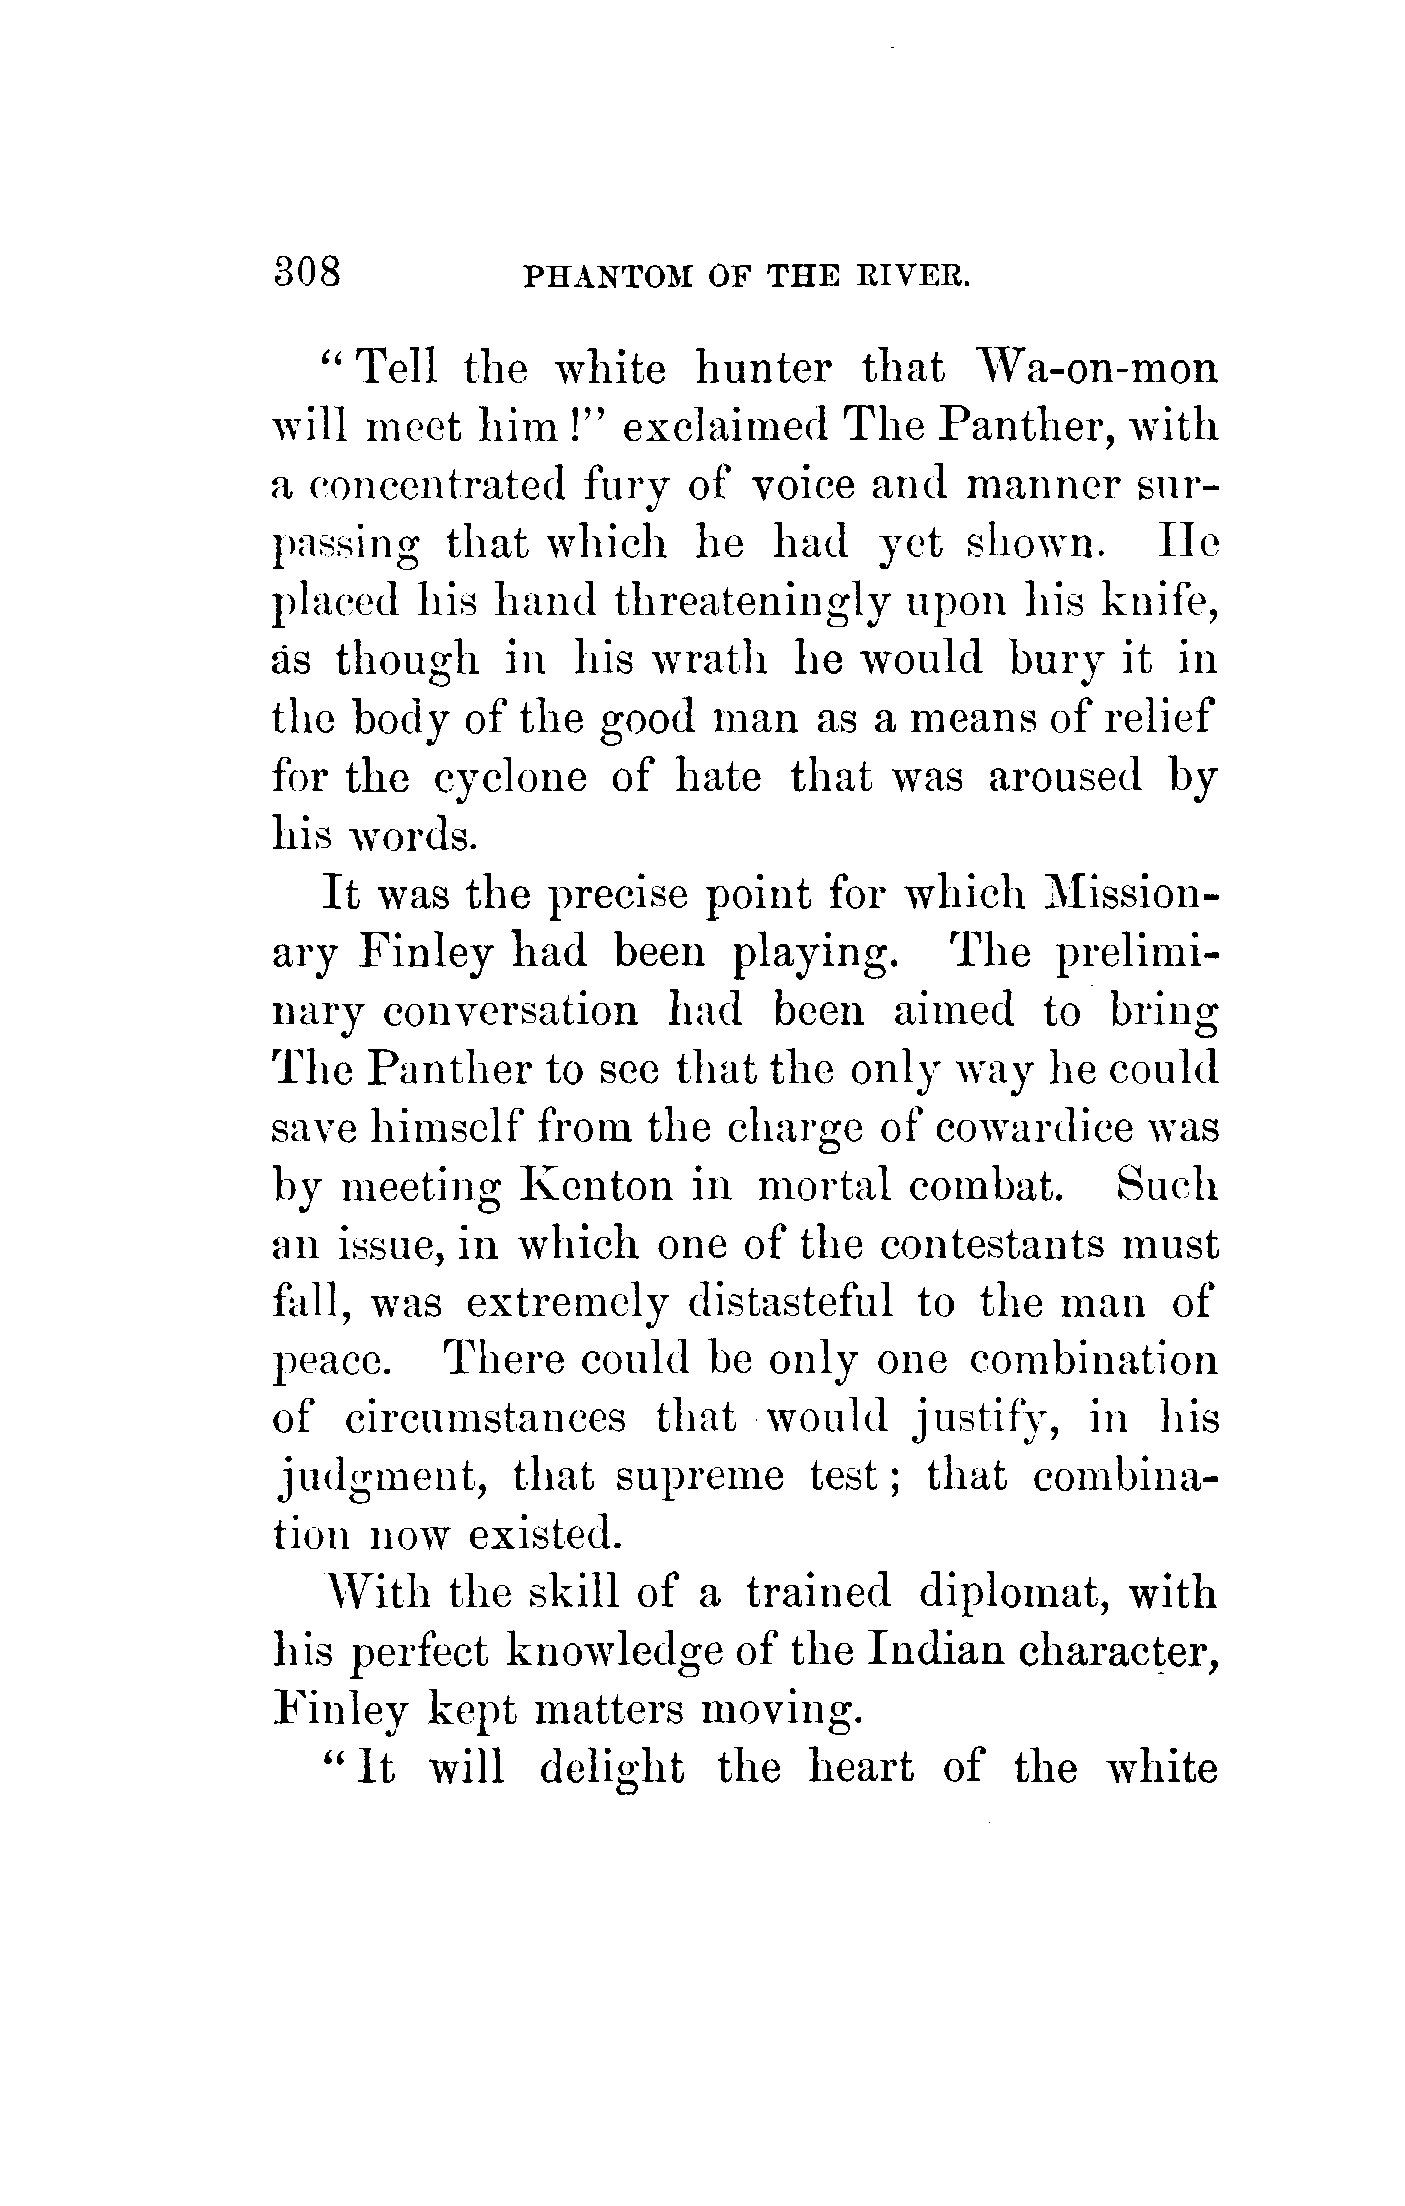 308 PHANTOM OF THE RIVER.
“Tell the white hunter that Wa-on-mon
will meet him!” exclaimed The Panther, with
a concentrated fury of voice and manner sur-
passing that which he had yet shown. He
placed his hand threateningly upon his knife,
as though in his wrath he would bury it in
the body of the good man as a means of relief
for the cyclone of hate that was aroused by
his words.
It was the precise point for which Mission-
ary Finley had been playing. The prelimi-
nary conversation had been aimed to bring
The Panther to see that the only way he could
save himself from the charge of cowardice was
by meeting Kenton in mortal combat. Such
an issue, in which one of the contestants must
fall, was extremely distasteful to the man of
peace. There could be only one combination
of circumstances that would justify, in his
judgment, that supreme test; that combina-
tion now existed.
With the skill of a trained diplomat, with
his perfect knowledge of the Indian character,
Finley kept matters moving.
“It will delight the heart of the white